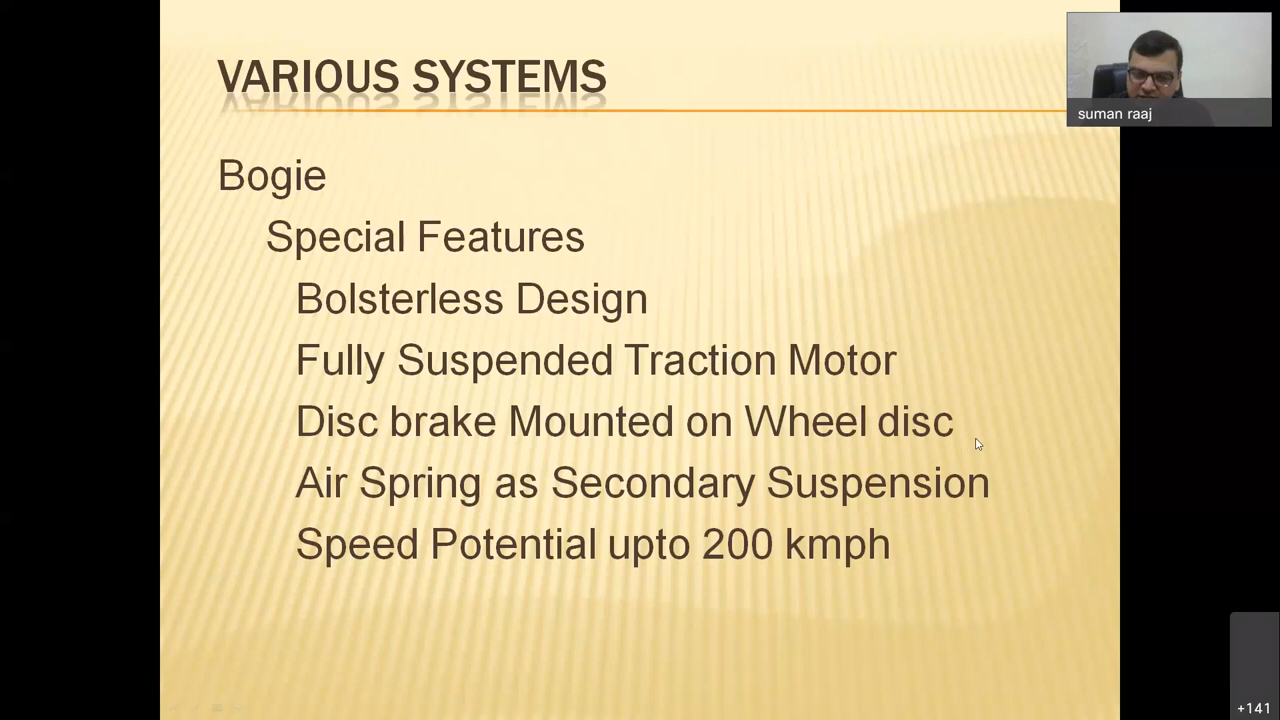 VARIOUS SYSTEMS
suman raaj
Bogie
Special Features
Bolsterless Design
Fully Suspended Traction Motor
Disc brake Mounted on Wheel disc
Air Spring as Secondary Suspension
Speed Potential upto 200 kmph
+141